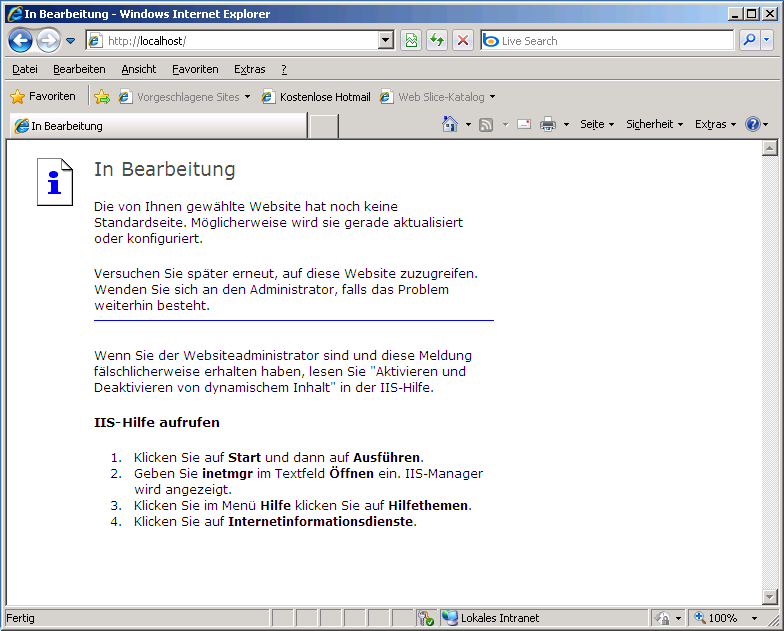 In Bearbeitung - Windows Internet Explorer
http://localhost/
Live Search
Datei Bearbeiten Ansicht Favoriten Extras ?
Favoriten Vorgeschlagene Sites Kostenlose Hotmail Web Slice-Katalog
In Bearbeitung Seite Sicherheit Extras
In Bearbeitung
Die von Ihnen gewählte Website hat noch keine
Standardseite. Möglicherweise wird sie gerade aktualisiert
oder konfiguriert.
Versuchen Sie später erneut, auf diese Website zuzugreifen.
Wenden Sie sich an den Administrator, falls das Problem
weiterhin besteht.
Wenn Sie der Websiteadministrator sind und diese Meldung
fälschlicherweise erhalten haben, lesen Sie "Aktivieren und
Deaktivieren von dynamischem Inhalt" in der IIS-Hilfe.
IIS-Hilfe aufrufen
1. Klicken Sie auf Start und dann auf Ausführen.
2. Geben Sie inetmgr im Textfeld Öffnen ein. IIS-Manager
wird angezeigt.
3. Klicken Sie im Menü Hilfe klicken Sie auf Hilfethemen.
4. Klicken Sie auf Internetinformationsdienste.
Fertig Lokales Intranet 100%